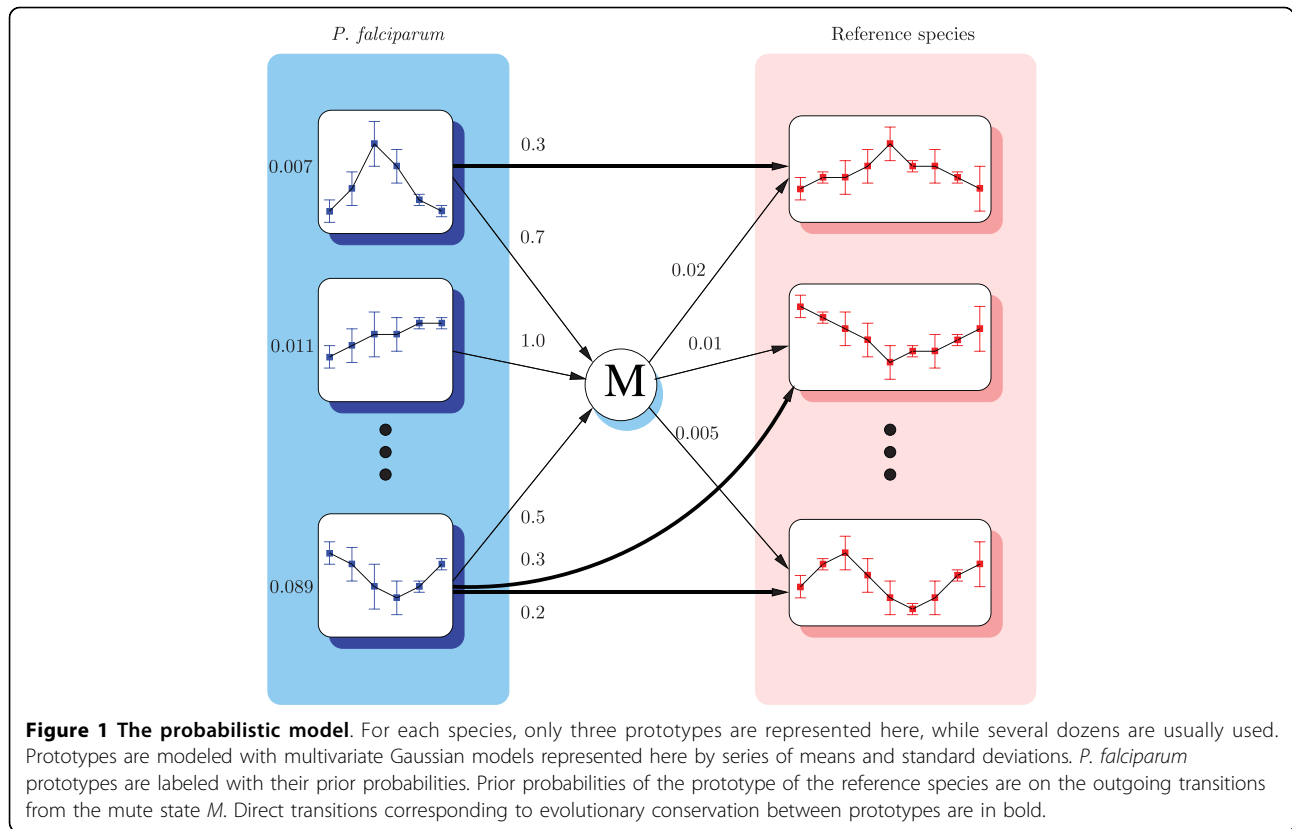 P. falciparum
Reference species
0.007
0.3
0.7
0.02
0.011
1.0
0.01
M
0.005
0.089
0.5
0.3
0.2
Figure 1 The probabilistic model. For each species, only three prototypes are represented here, while several dozens are usually used.
Prototypes are modeled with multivariate Gaussian models represented here by series of means and standard deviations. P. falciparum
prototypes are labeled with their prior probabilities. Prior probabilities of the prototype of the reference species are on the outgoing transitions
from the mute state M. Direct transitions corresponding to evolutionary conservation between prototypes are in bold.